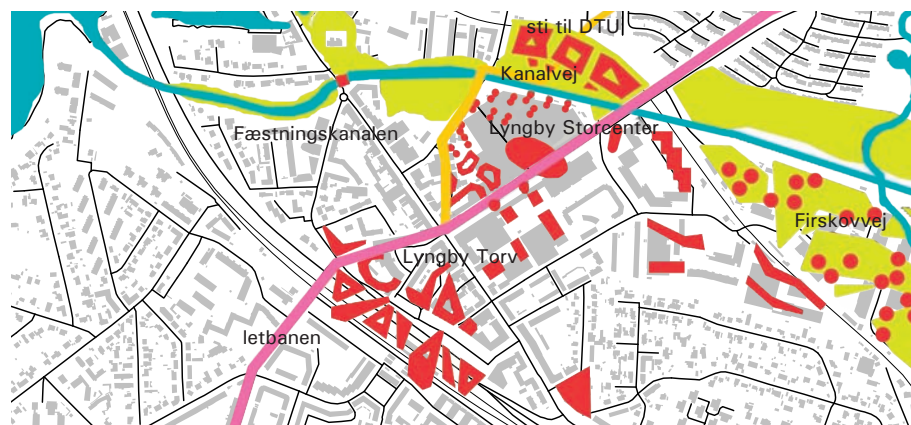 sti til DTU
Kanalvej
Lyngby Storcenter
Fæstningskanalen
Firskovvej
Lyngby Torv
letbanen